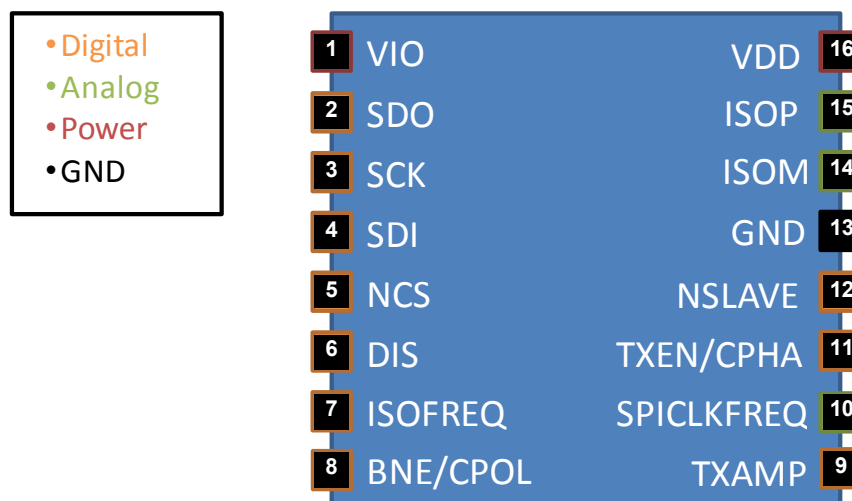 •Digital
•Analog
•Power
•GND
1 VIO
2 SDO
3 SCK
4 SDI
5 NCS
6 DIS
7 ISOFREQ
8 BNE/CPOL
VDD 16
ISOP 15
ISOM 14
GND 13
NSLAVE 12
TXEN/CPHA 11
SPICLKFREQ 10
TXAMP 9